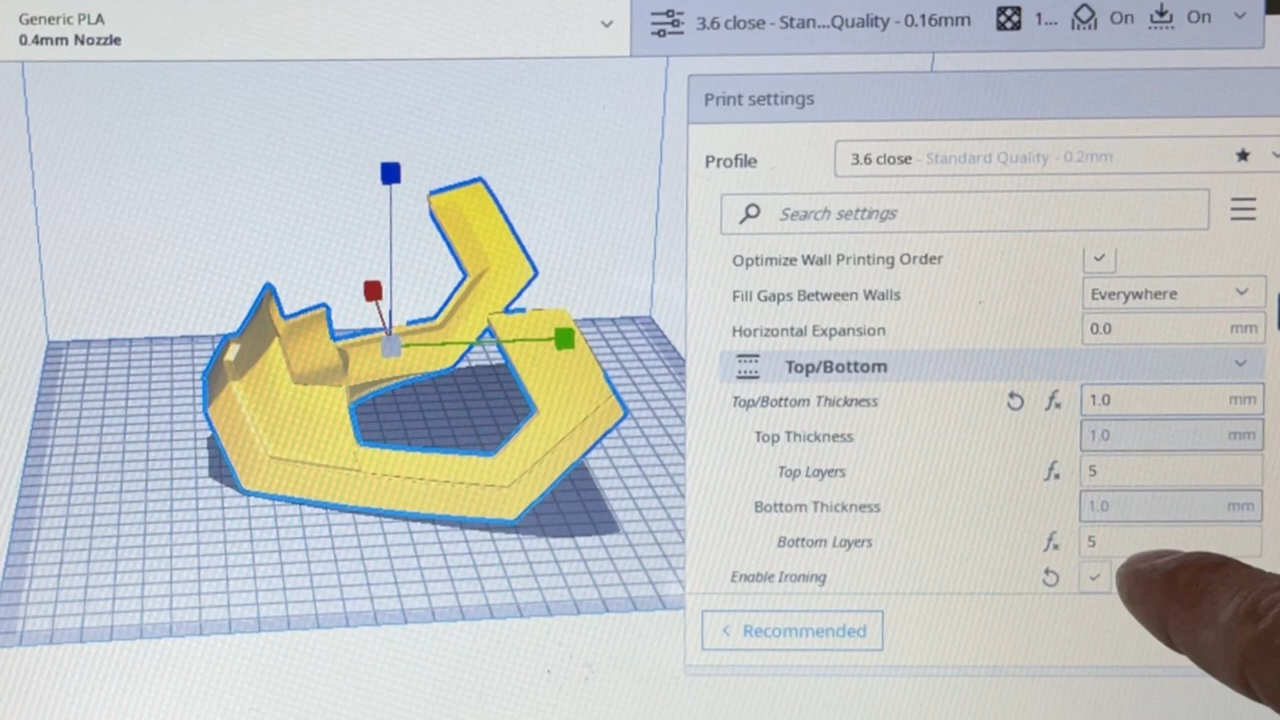 Generic PLA
0.4mm Nozzle
3.6 close - Stan...Quality - 0.16mm
1...
On
On
Print settings
Profile
3.6 close - Standard Quality - 0.2mm
Search settings
Optimize Wall Printing Order
Fill Gaps Between Walls
Everywhere
Horizontal Expansion
0.0 mm
Top/Bottom
Top/Bottom Thickness
fx
1.0 mm
Top Thickness
1.0 mm
Top Layers
fx
5
Bottom Thickness
1.0 mm
Bottom Layers
fx
5
Enable Ironing
< Recommended